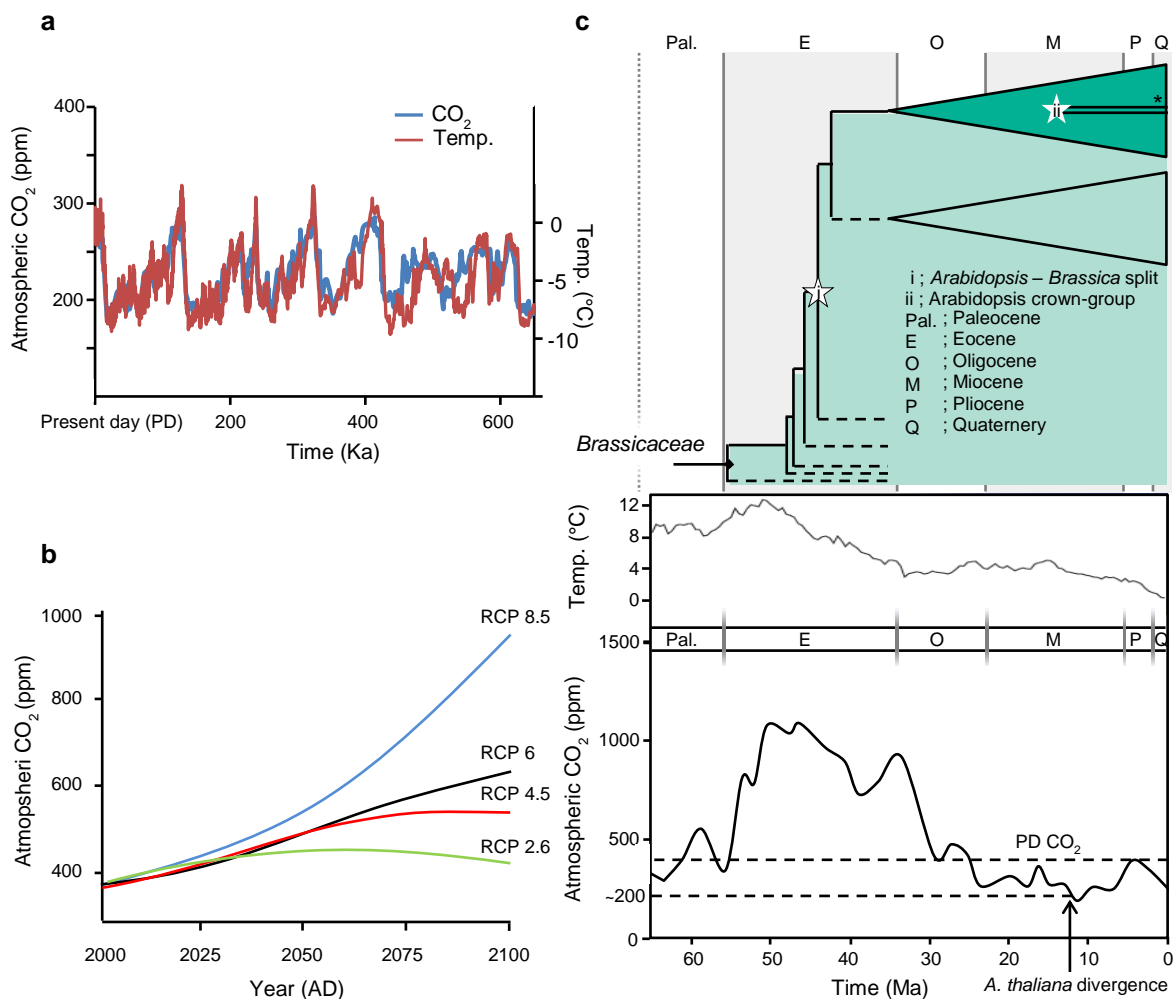 a
400
300
200
Atmospheric CO2 (ppm)
CO2
Temp.
0
-5
-10
Temp. (°C)
Present day (PD)
200
400
600
Time (Ka)
b
1000
800
600
400
Atmopsheri CO2 (ppm)
RCP 8.5
RCP 6
RCP 4.5
RCP 2.6
2000
2025
2050
2075
2100
Year (AD)
c
Pal.
E
O
M
P
Q
ii
*
i
i ; Arabidopsis – Brassica split
ii ; Arabidopsis crown-group
Pal. ; Paleocene
E ; Eocene
O ; Oligocene
M ; Miocene
P ; Pliocene
Q ; Quaternery
Brassicaceae
12
8
4
0
Temp. (°C)
Pal.
E
O
M
P
Q
1500
1000
500
~200
0
Atmospheric CO2 (ppm)
PD CO2
60
50
40
30
20
10
0
Time (Ma)
A. thaliana divergence